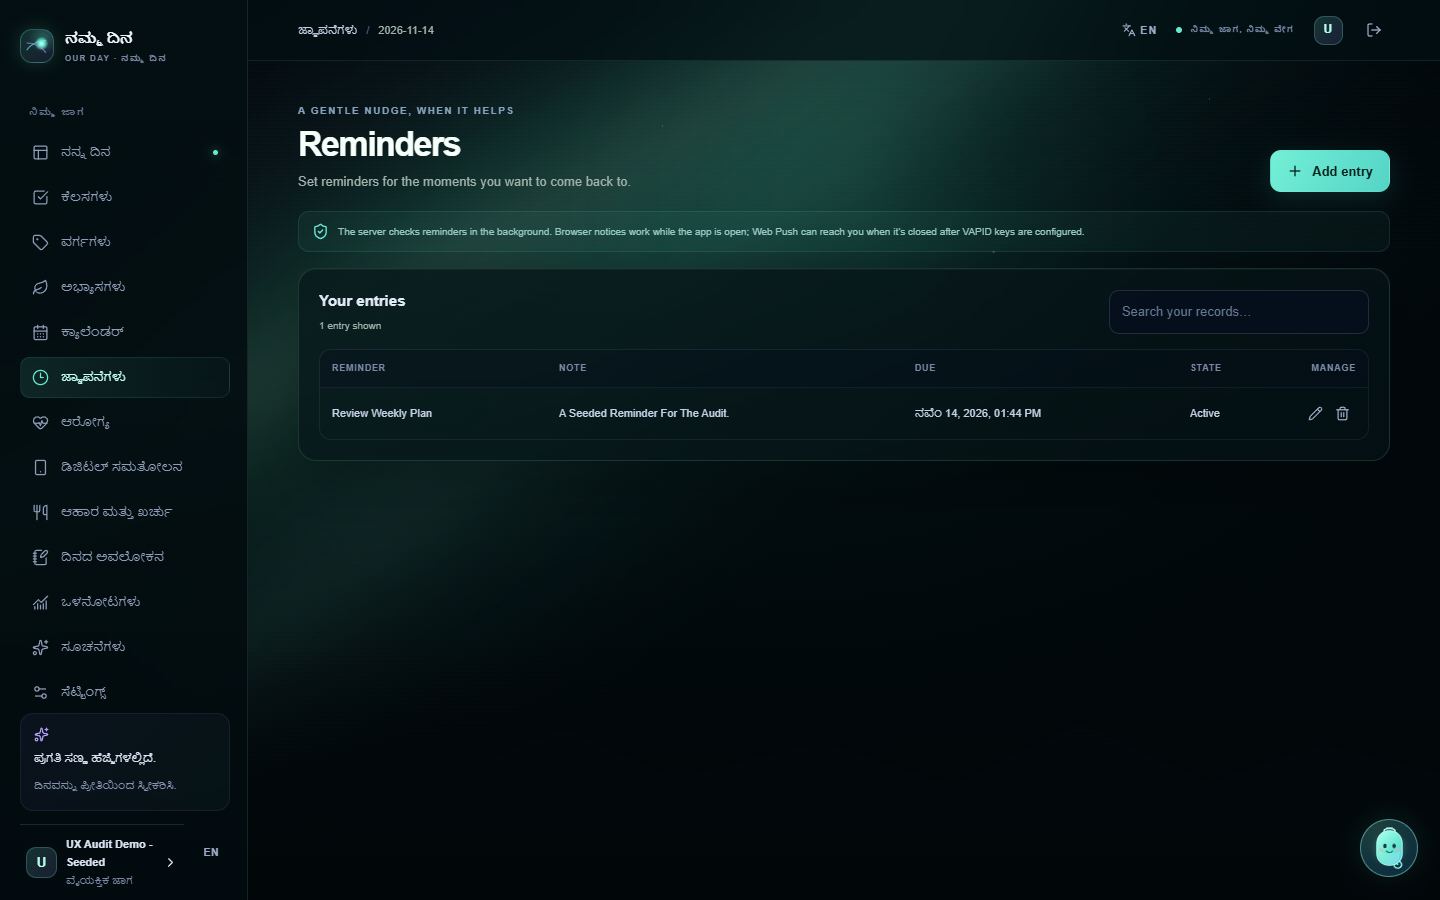 ನಮ್ಮ ದಿನ
OUR DAY - ನಮ್ಮ ದಿನ
ನಿಮ್ಮ ಜಾಗ
ನನ್ನ ದಿನ
ಕೆಲಸಗಳು
ವರ್ಗಗಳು
ಅಭ್ಯಾಸಗಳು
ಕ್ಯಾಲೆಂಡರ್
ಜ್ಞಾಪನೆಗಳು
ಆರೋಗ್ಯ
ಡಿಜಿಟಲ್ ಸಮತೋಲನ
ಆಹಾರ ಮತ್ತು ಖರ್ಚು
ದಿನದ ಅವಲೋಕನ
ಒಳನೋಟಗಳು
ಸೂಚನೆಗಳು
ಸೆಟ್ಟಿಂಗ್ಸ್
ಪ್ರಗತಿ ಸಣ್ಣ ಹೆಜ್ಜೆಗಳಲ್ಲಿದೆ.
ದಿನವನ್ನು ಪ್ರೀತಿಯಿಂದ ಸ್ವೀಕರಿಸಿ.
U
UX Audit Demo - Seeded
ವೈಯಕ್ತಿಕ ಜಾಗ
EN
ಜ್ಞಾಪನೆಗಳು / 2026-11-14
EN
ನಿಮ್ಮ ಜಾಗ, ನಿಮ್ಮ ವೇಗ
U
A GENTLE NUDGE, WHEN IT HELPS
Reminders
Set reminders for the moments you want to come back to.
Add entry
The server checks reminders in the background. Browser notices work while the app is open; Web Push can reach you when it's closed after VAPID keys are configured.
Your entries
1 entry shown
Search your records...
REMINDER NOTE DUE STATE MANAGE
Review Weekly Plan A Seeded Reminder For The Audit. ನವೆಂ 14, 2026, 01:44 PM Active